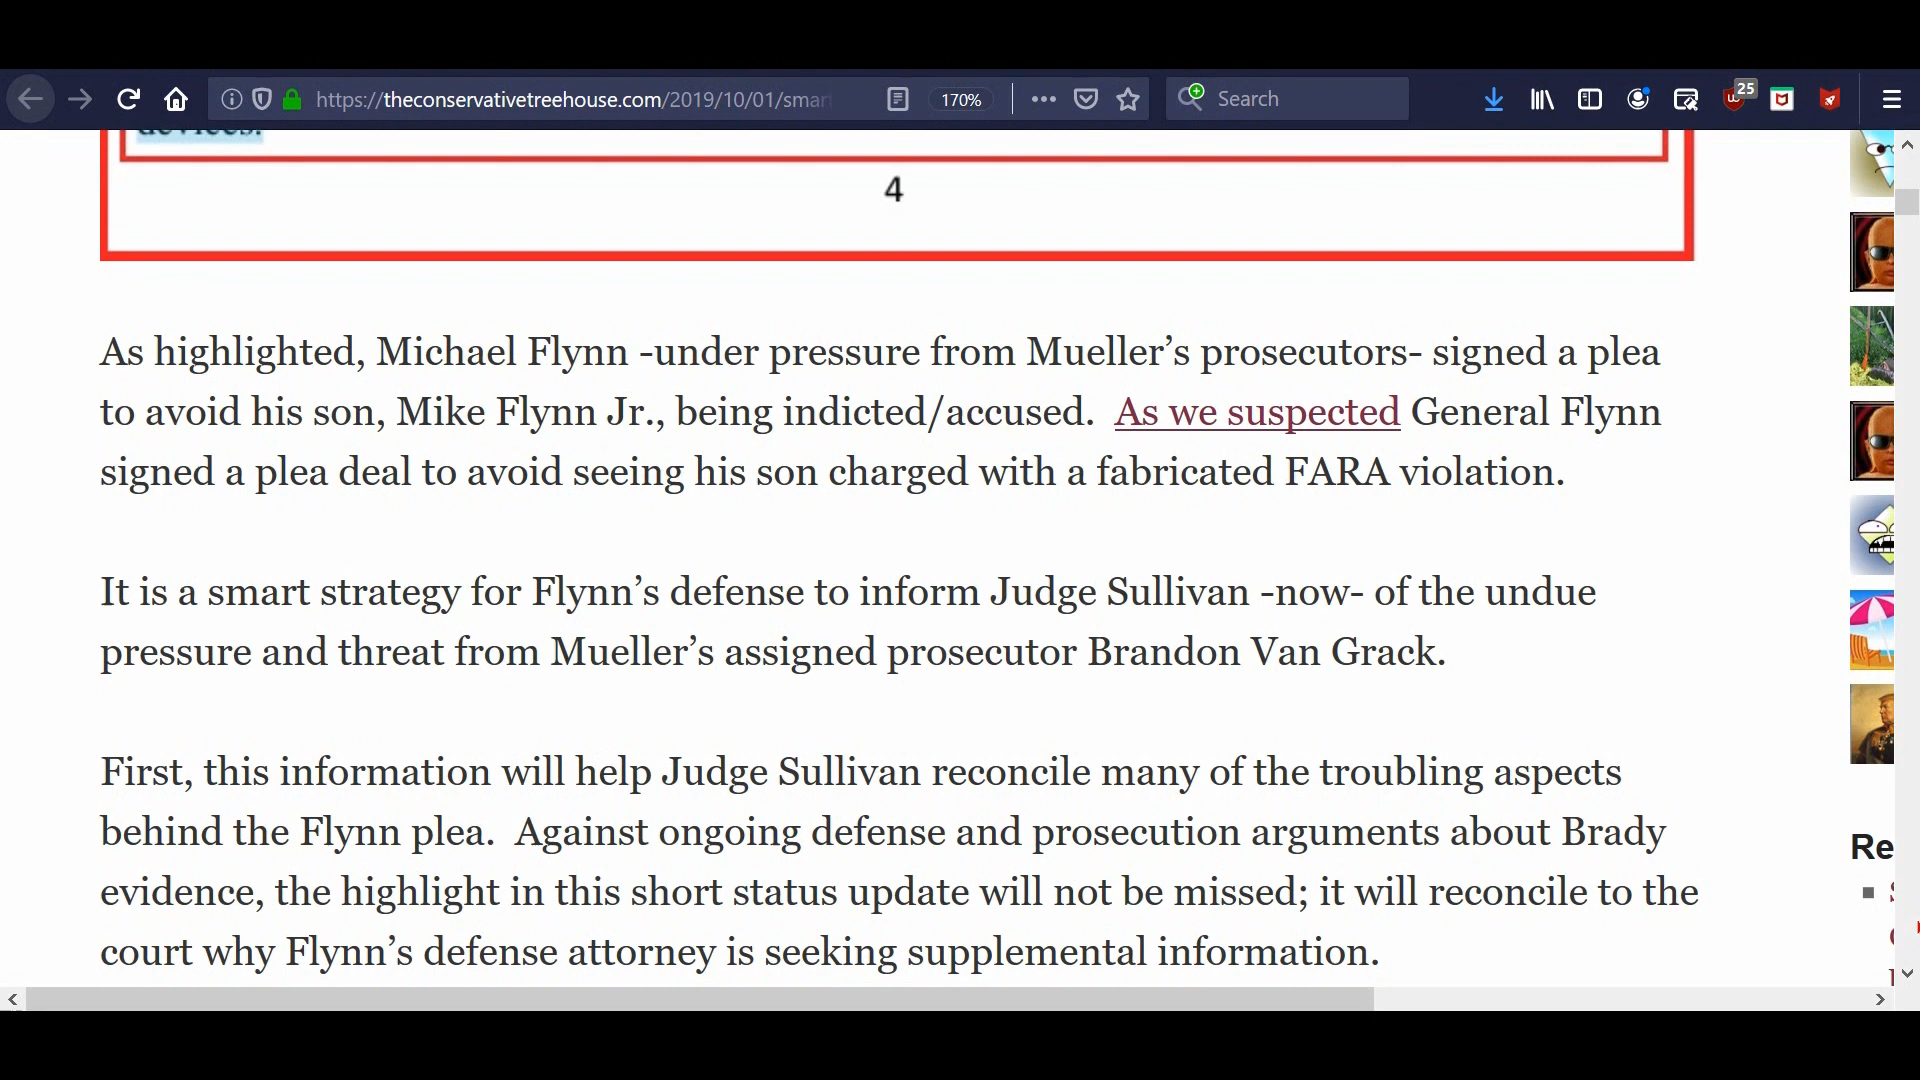 https://theconservativetreehouse.com/2019/10/01/smar
170%
Search
25
devices.
4
As highlighted, Michael Flynn -under pressure from Mueller’s prosecutors- signed a plea
to avoid his son, Mike Flynn Jr., being indicted/accused.  As we suspected General Flynn
signed a plea deal to avoid seeing his son charged with a fabricated FARA violation.
It is a smart strategy for Flynn’s defense to inform Judge Sullivan -now- of the undue
pressure and threat from Mueller’s assigned prosecutor Brandon Van Grack.
First, this information will help Judge Sullivan reconcile many of the troubling aspects
behind the Flynn plea.  Against ongoing defense and prosecution arguments about Brady
evidence, the highlight in this short status update will not be missed; it will reconcile to the
court why Flynn’s defense attorney is seeking supplemental information.
Re